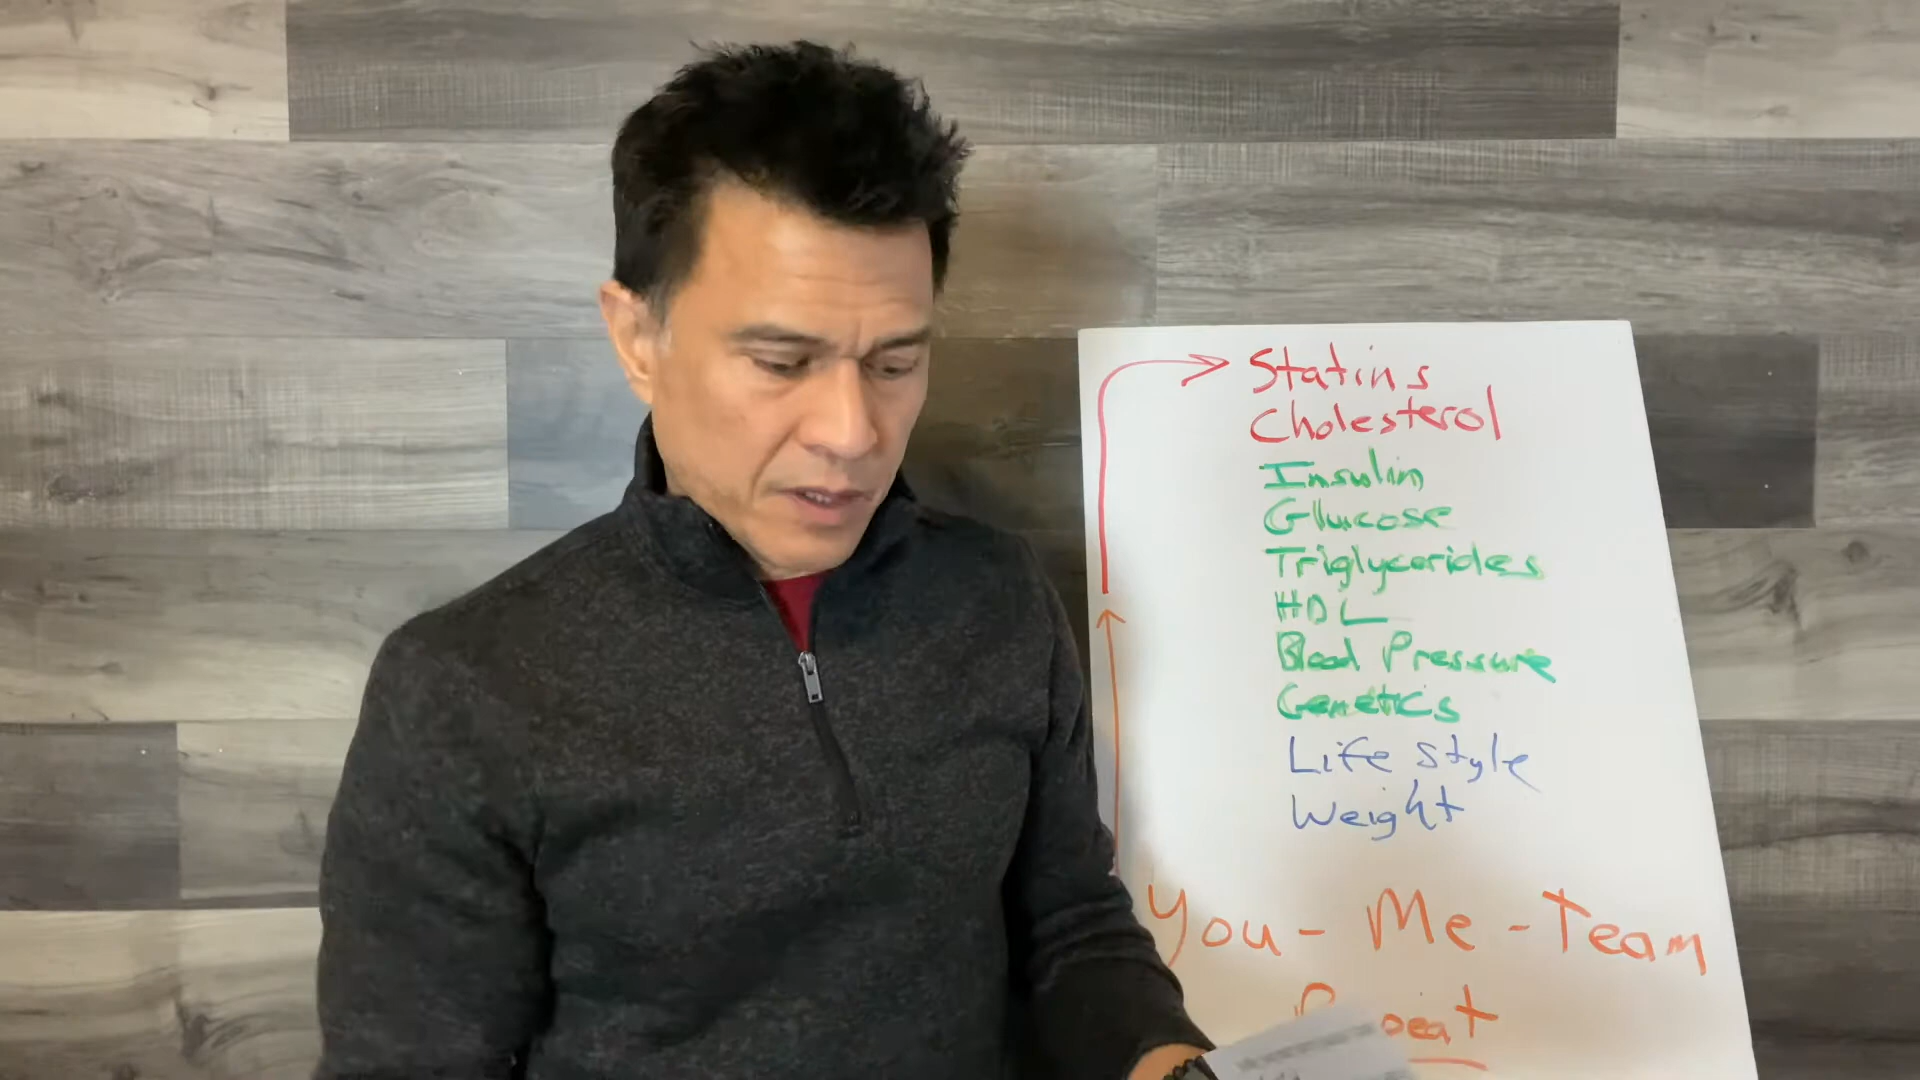 Statins
Cholesterol
Insulin
Glucose
Triglycerides
HDL
Blood Pressure
Genetics
Life Style
Weight
You - Me - Team